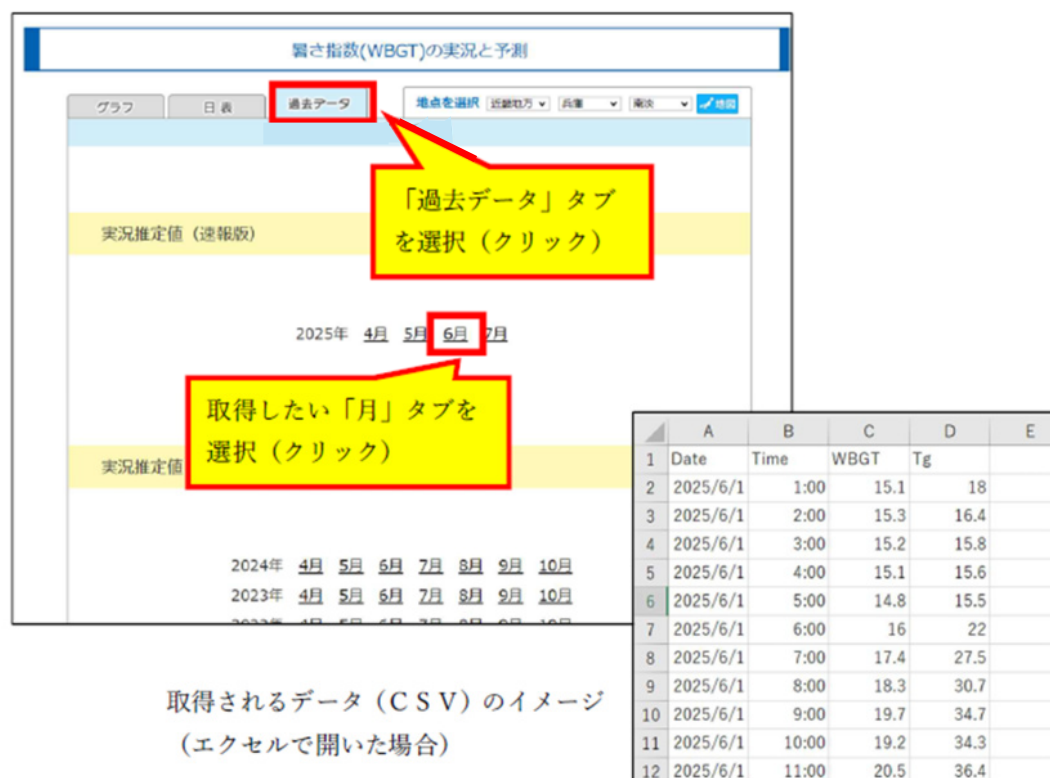 暑さ指数(WBGT)の実況と予測
グラフ 日表 過去データ 地点を選択 近畿地方 兵庫 南淡 地図
「過去データ」タブ
を選択(クリック)
実況推定値(速報版)
2025年 4月 5月 6月 7月
取得したい「月」タブを
選択(クリック)
実況推定値
2024年 4月 5月 6月 7月 8月 9月 10月
2023年 4月 5月 6月 7月 8月 9月 10月
取得されるデータ(CSV)のイメージ
(エクセルで開いた場合)
A B C D E
1 Date Time WBGT Tg
2 2025/6/1 1:00 15.1 18
3 2025/6/1 2:00 15.3 16.4
4 2025/6/1 3:00 15.2 15.8
5 2025/6/1 4:00 15.1 15.6
6 2025/6/1 5:00 14.8 15.5
7 2025/6/1 6:00 16 22
8 2025/6/1 7:00 17.4 27.5
9 2025/6/1 8:00 18.3 30.7
10 2025/6/1 9:00 19.7 34.7
11 2025/6/1 10:00 19.2 34.3
12 2025/6/1 11:00 20.5 36.4